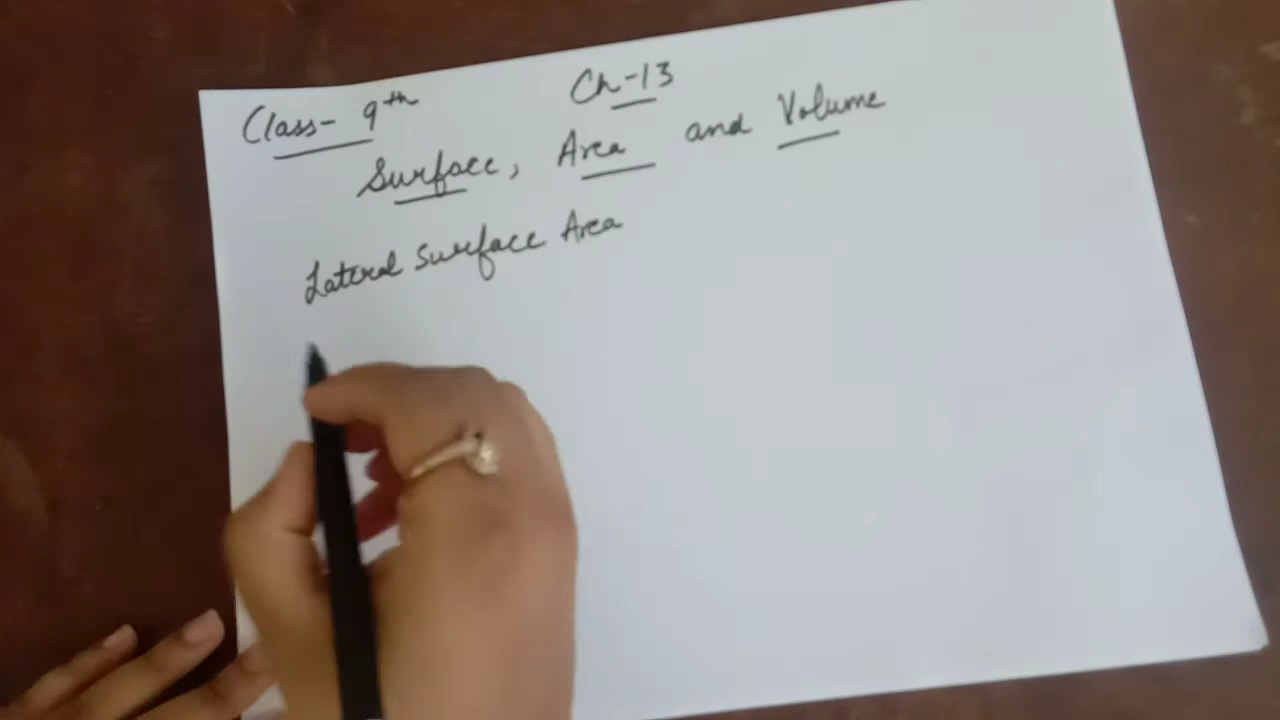 Class- 9th Ch-13
Surface, Area and Volume
Lateral Surface Area